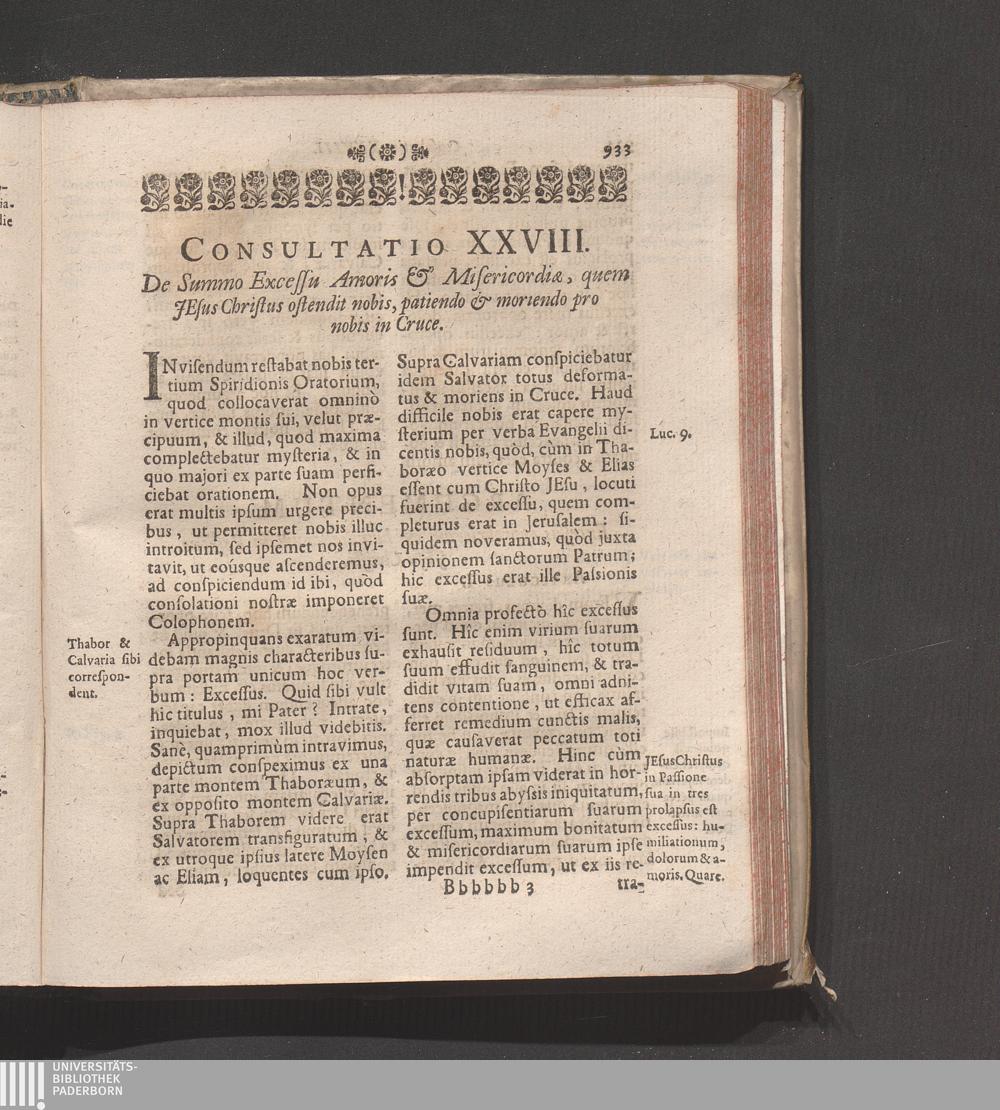 933
CONSULTATIO XXVIII.
De Summo Excessu Amoris & Misericordiæ, quem
JEsus Christus ostendit nobis, patiendo & moriendo pro
nobis in Cruce.
INvisendum restabat nobis ter-
tium Spiridionis Oratorium,
quod collocaverat omninò
in vertice montis sui, velut præ-
cipuum, & illud, quod maxima
complectebatur mysteria, & in
quo majori ex parte suam perfi-
ciebat orationem. Non opus
erat multis ipsum urgere preci-
bus, ut permitteret nobis illuc
introitum, sed ipsemet nos invi-
tavit, ut eoúsque ascenderemus,
ad conspiciendum id ibi, quòd
consolationi nostræ imponeret
Colophonem.
Thabor &
Calvaria sibi
correspon-
dent.
Appropinquans exaratum vi-
debam magnis characteribus su-
pra portam unicum hoc ver-
bum: Excessus. Quid sibi vult
hic titulus, mi Pater? Intrate,
inquiebat, mox illud videbitis.
Sanè, quamprimùm intravimus,
depictum conspeximus ex una
parte montem Thaboræum, &
ex opposito montem Calvariæ.
Supra Thaborem videre erat
Salvatorem transfiguratum, &
ex utroque ipsius latere Moysen
ac Eliam, loquentes cum ipso.
Supra Calvariam conspiciebatur
idem Salvator totus deforma-
tus & moriens in Cruce. Haud
difficile nobis erat capere my-
sterium per verba Evangelii di-
centis nobis, quòd, cùm in Tha-
boræo vertice Moyses & Elias
essent cum Christo JEsu, locuti
fuerint de excessu, quem com-
pleturus erat in Jerusalem: si-
quidem noveramus, quòd juxta
opinionem sanctorum Patrum;
hic excessus erat ille Passionis
suæ.
Luc. 9.
Omnia profectò hîc excessus
sunt. Hîc enim virium suarum
exhausit residuum, hîc totum
suum effudit sanguinem, & tra-
didit vitam suam, omni adni-
tens contentione, ut efficax af-
ferret remedium cunctis malis,
quæ causaverat peccatum toti
naturæ humanæ. Hinc cùm
absorptam ipsam viderat in hor-
rendis tribus abyssis iniquitatum,
per concupisentiarum suarum
excessum, maximum bonitatum
& misericordiarum suarum ipse
impendit excessum, ut ex iis re-
JEsus Christus
in Passione
sua in tres
prolapsus est
excessus: hu-
miliationum,
dolorum & a-
moris. Quare.
Bbbbbb 3
tra-
UNIVERSITÄTS-
BIBLIOTHEK
PADERBORN